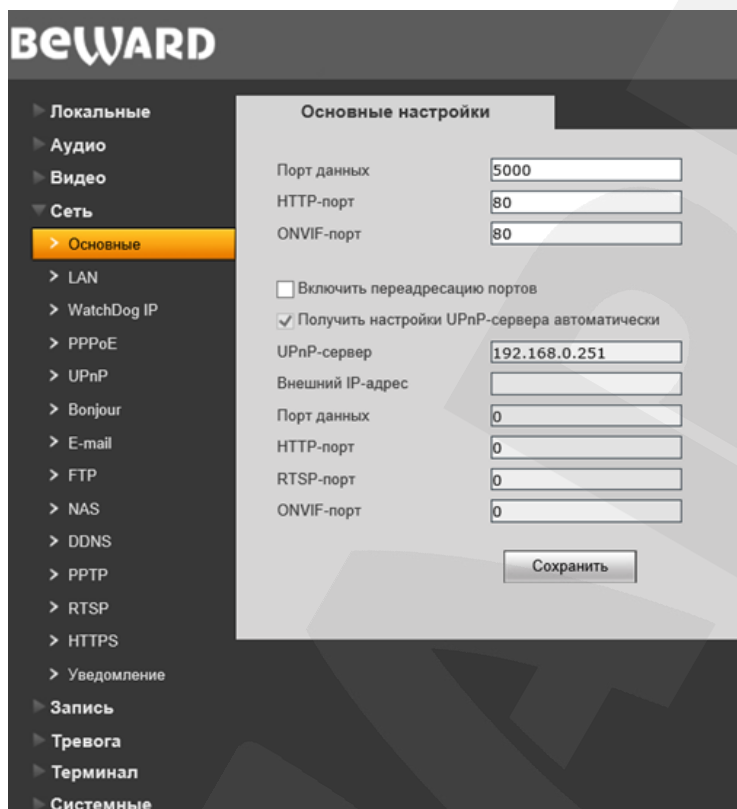 BEWARD
Локальные
Аудио
Видео
Сеть
Основные
LAN
WatchDog IP
PPPoE
UPnP
Bonjour
E-mail
FTP
NAS
DDNS
PPTP
RTSP
HTTPS
Уведомление
Запись
Тревога
Терминал
Системные
Основные настройки
Порт данных 5000
HTTP-порт 80
ONVIF-порт 80
Включить переадресацию портов
Получить настройки UPnP-сервера автоматически
UPnP-сервер 192.168.0.251
Внешний IP-адрес
Порт данных 0
HTTP-порт 0
RTSP-порт 0
ONVIF-порт 0
Сохранить